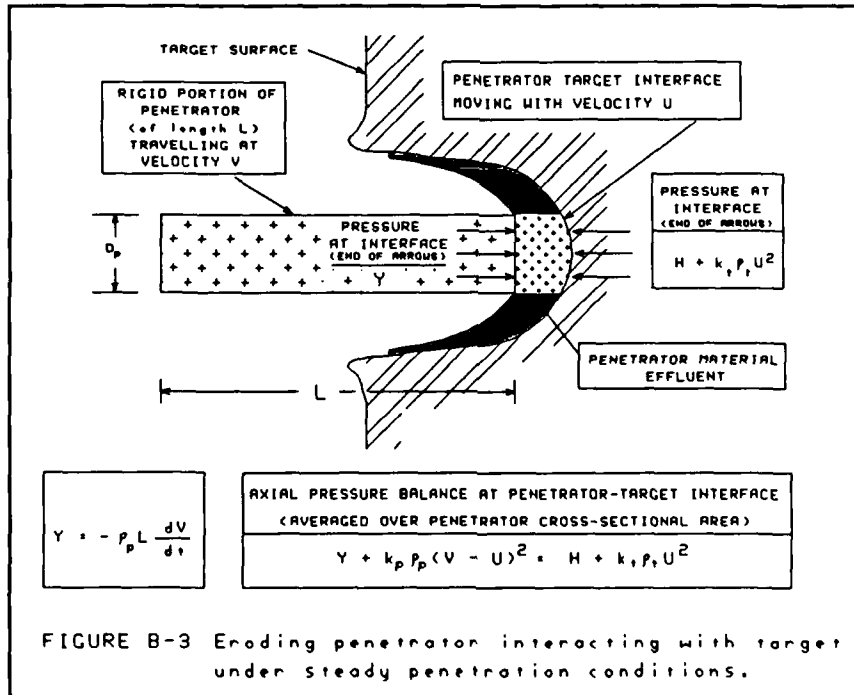 TARGET SURFACE
RIGID PORTION OF
PENETRATOR
(of length L)
TRAVELLING AT
VELOCITY V
PENETRATOR TARGET INTERFACE
MOVING WITH VELOCITY U
PRESSURE AT
INTERFACE
(END OF ARROWS)
H + k_t ρ_t U²
D_p
PRESSURE
AT INTERFACE
(END OF ARROWS)
Y
PENETRATOR MATERIAL
EFFLUENT
L
Y = - ρ_p L dV/dt
AXIAL PRESSURE BALANCE AT PENETRATOR-TARGET INTERFACE
(AVERAGED OVER PENETRATOR CROSS-SECTIONAL AREA)
Y + k_p ρ_p (V - U)² = H + k_t ρ_t U²
FIGURE B-3 Eroding penetrator interacting with target
under steady penetration conditions.